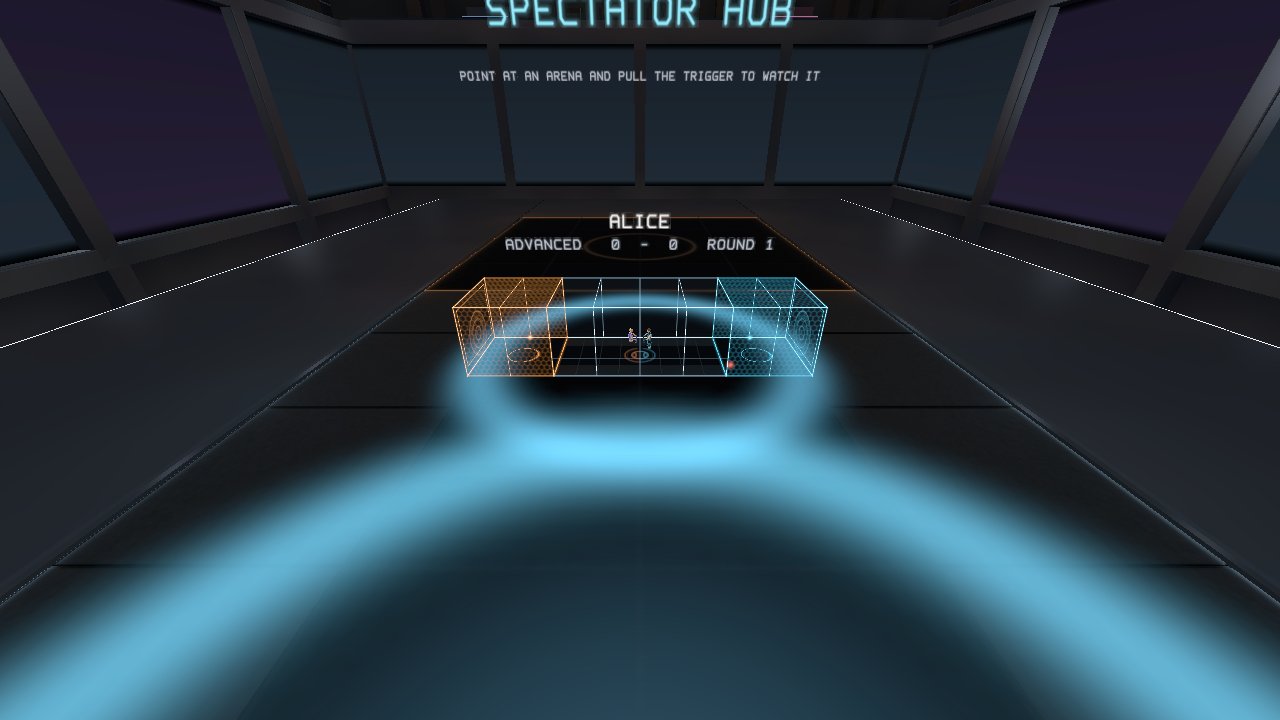 SPECTATOR HUB
POINT AT AN ARENA AND PULL THE TRIGGER TO WATCH IT
ALICE
ADVANCED 0 - 0 ROUND 1